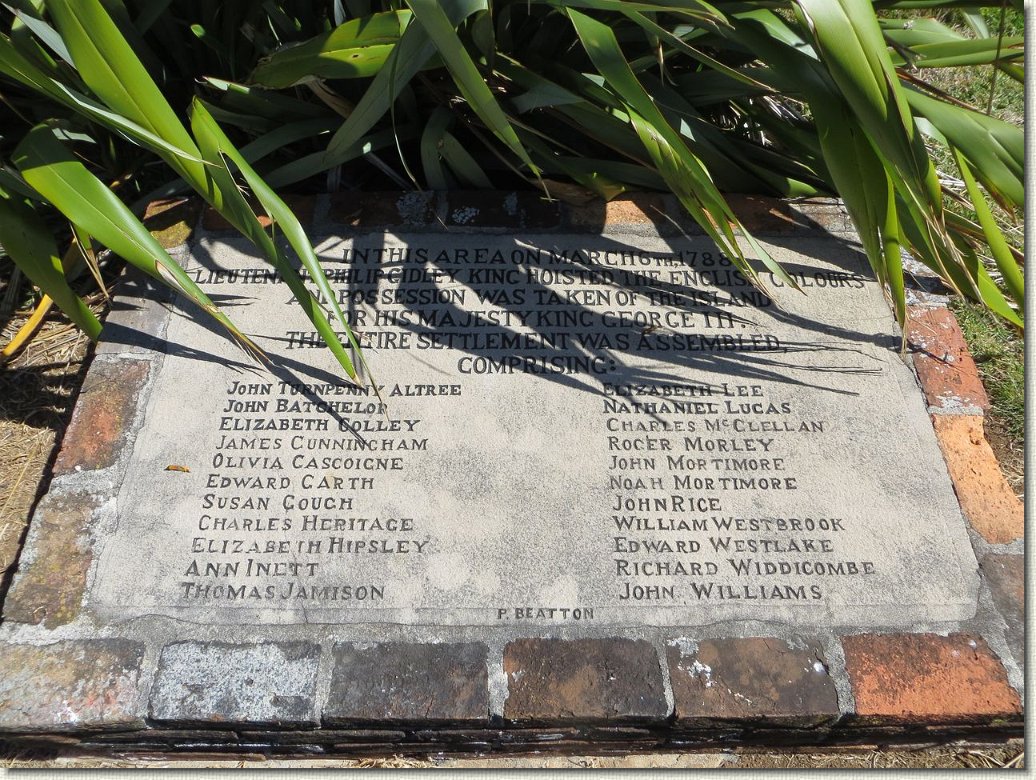 IN THIS AREA ON MARCH 6TH 1788
LIEUTENANT PHILIP GIDLEY KING HOISTED THE ENGLISH COLOURS
AND POSSESSION WAS TAKEN OF THE ISLAND
FOR HIS MAJESTY KING GEORGE III.
THE ENTIRE SETTLEMENT WAS ASSEMBLED,
COMPRISING:
JOHN TURNPENNY ALTREE
JOHN BATCHELOR
ELIZABETH COLLEY
JAMES CUNNINGHAM
OLIVIA GASCOIGNE
EDWARD GARTH
SUSAN GOUGH
CHARLES HERITAGE
ELIZABETH HIPSLEY
ANN INETT
THOMAS JAMISON
ELIZABETH LEE
NATHANIEL LUCAS
CHARLES McCLELLAN
ROGER MORLEY
JOHN MORTIMORE
NOAH MORTIMORE
JOHN RICE
WILLIAM WESTBROOK
EDWARD WESTLAKE
RICHARD WIDDICOMBE
JOHN WILLIAMS
P. BEATTON